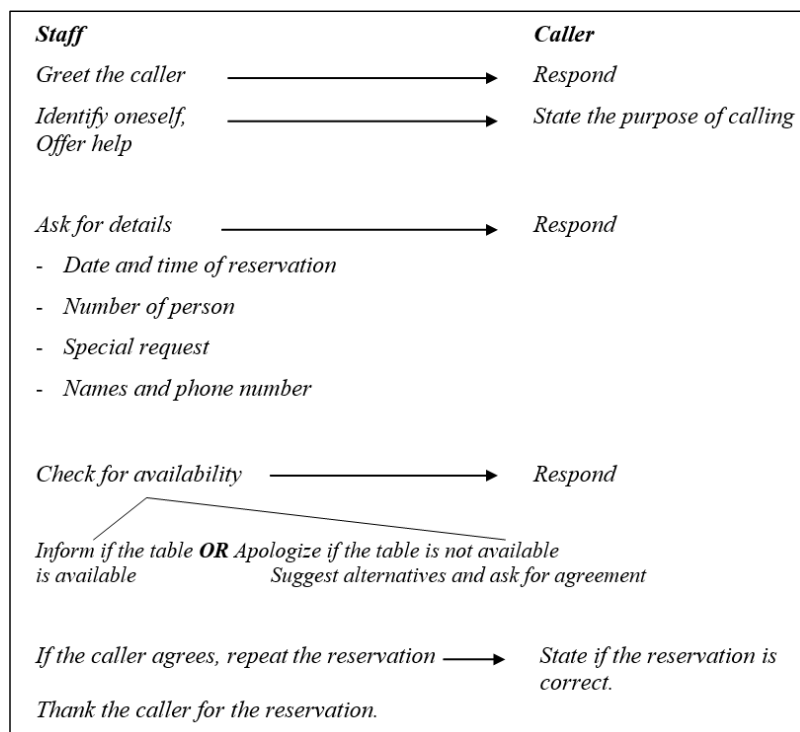 Staff Caller
Greet the caller Respond
Identify oneself, State the purpose of calling
Offer help
Ask for details Respond
- Date and time of reservation
- Number of person
- Special request
- Names and phone number
Check for availability Respond
Inform if the table OR Apologize if the table is not available
is available Suggest alternatives and ask for agreement
If the caller agrees, repeat the reservation State if the reservation is
correct.
Thank the caller for the reservation.